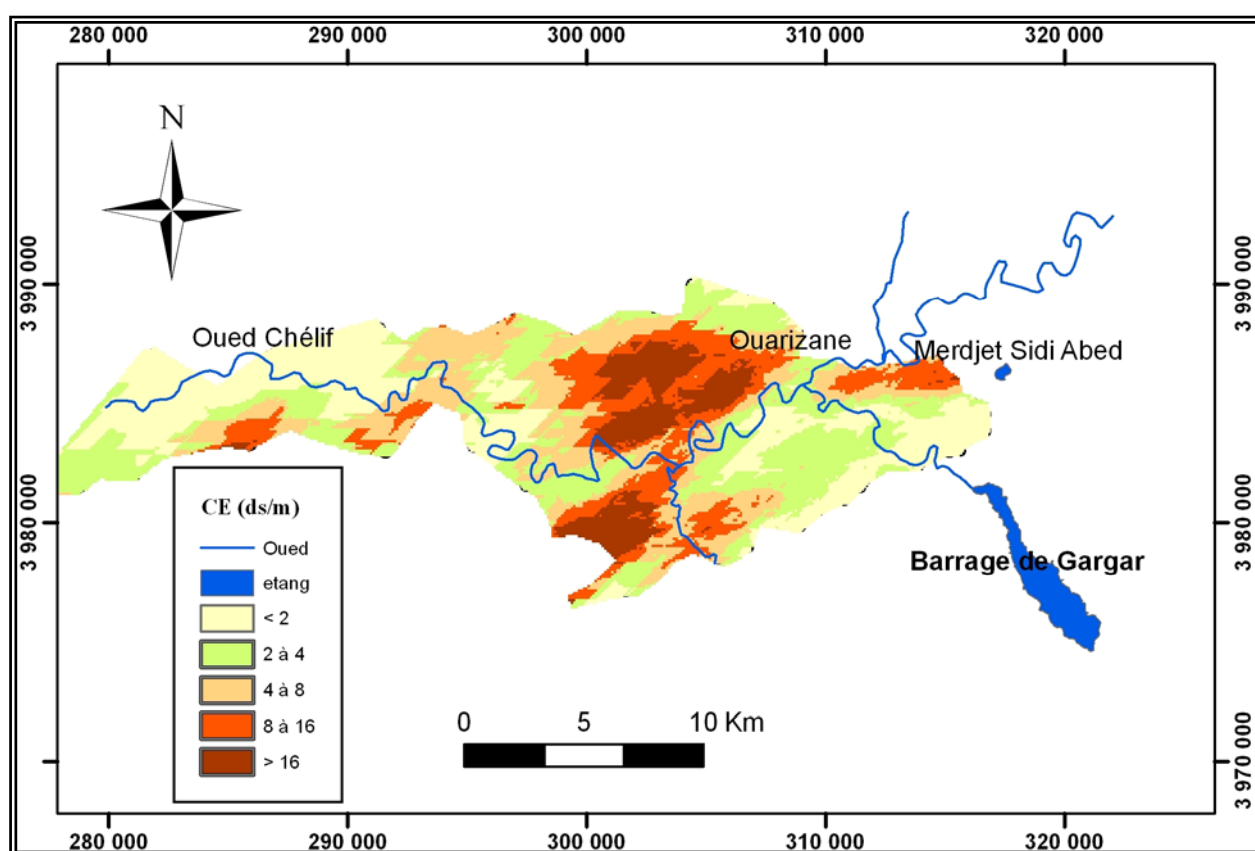 280 000 290 000 300 000 310 000 320 000
N
3 990 000 3 990 000
Oued Chélif
Ouarizane
Merdjet Sidi Abed
3 980 000 3 980 000
CE (ds/m)
Oued
etang
< 2
2 à 4
4 à 8
8 à 16
> 16
Barrage de Gargar
0 5 10 Km
3 970 000
280 000 290 000 300 000 310 000 320 000